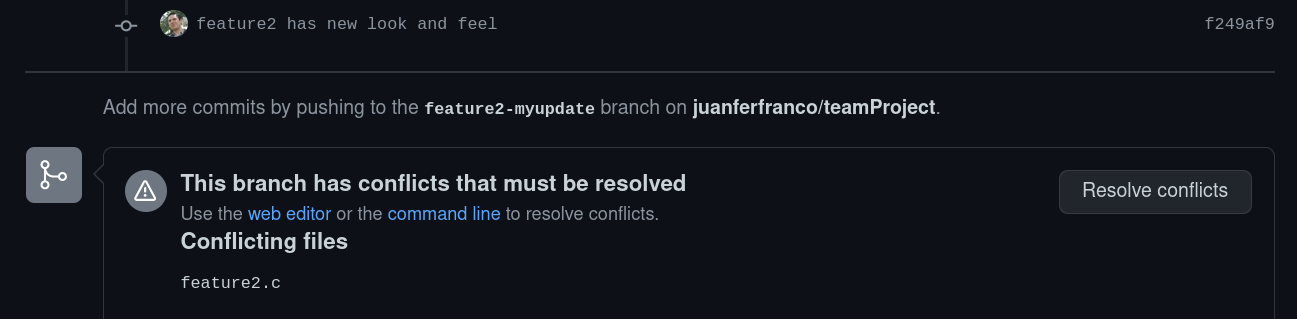 feature2 has new look and feel f249af9
Add more commits by pushing to the feature2-myupdate branch on juanferfranco/teamProject.
This branch has conflicts that must be resolved
Resolve conflicts
Use the web editor or the command line to resolve conflicts.
Conflicting files
feature2.c